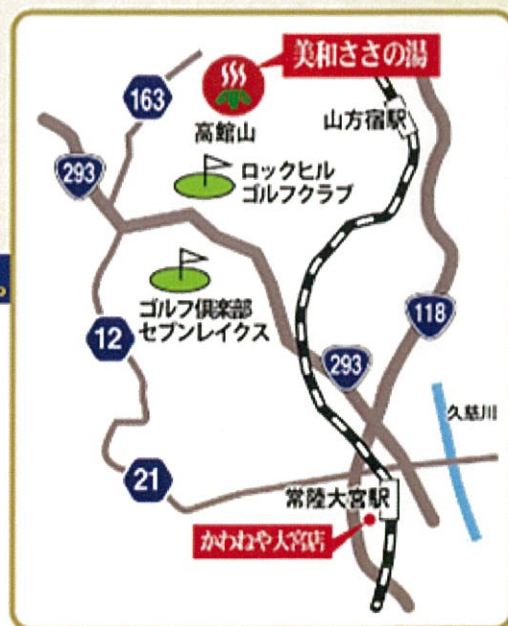 美和ささの湯
163
高館山
山方宿駅
293
ロックヒル
ゴルフクラブ
ゴルフ倶楽部
セブンレイクス
118
12
293
久慈川
21
常陸大宮駅
かわねや大宮店